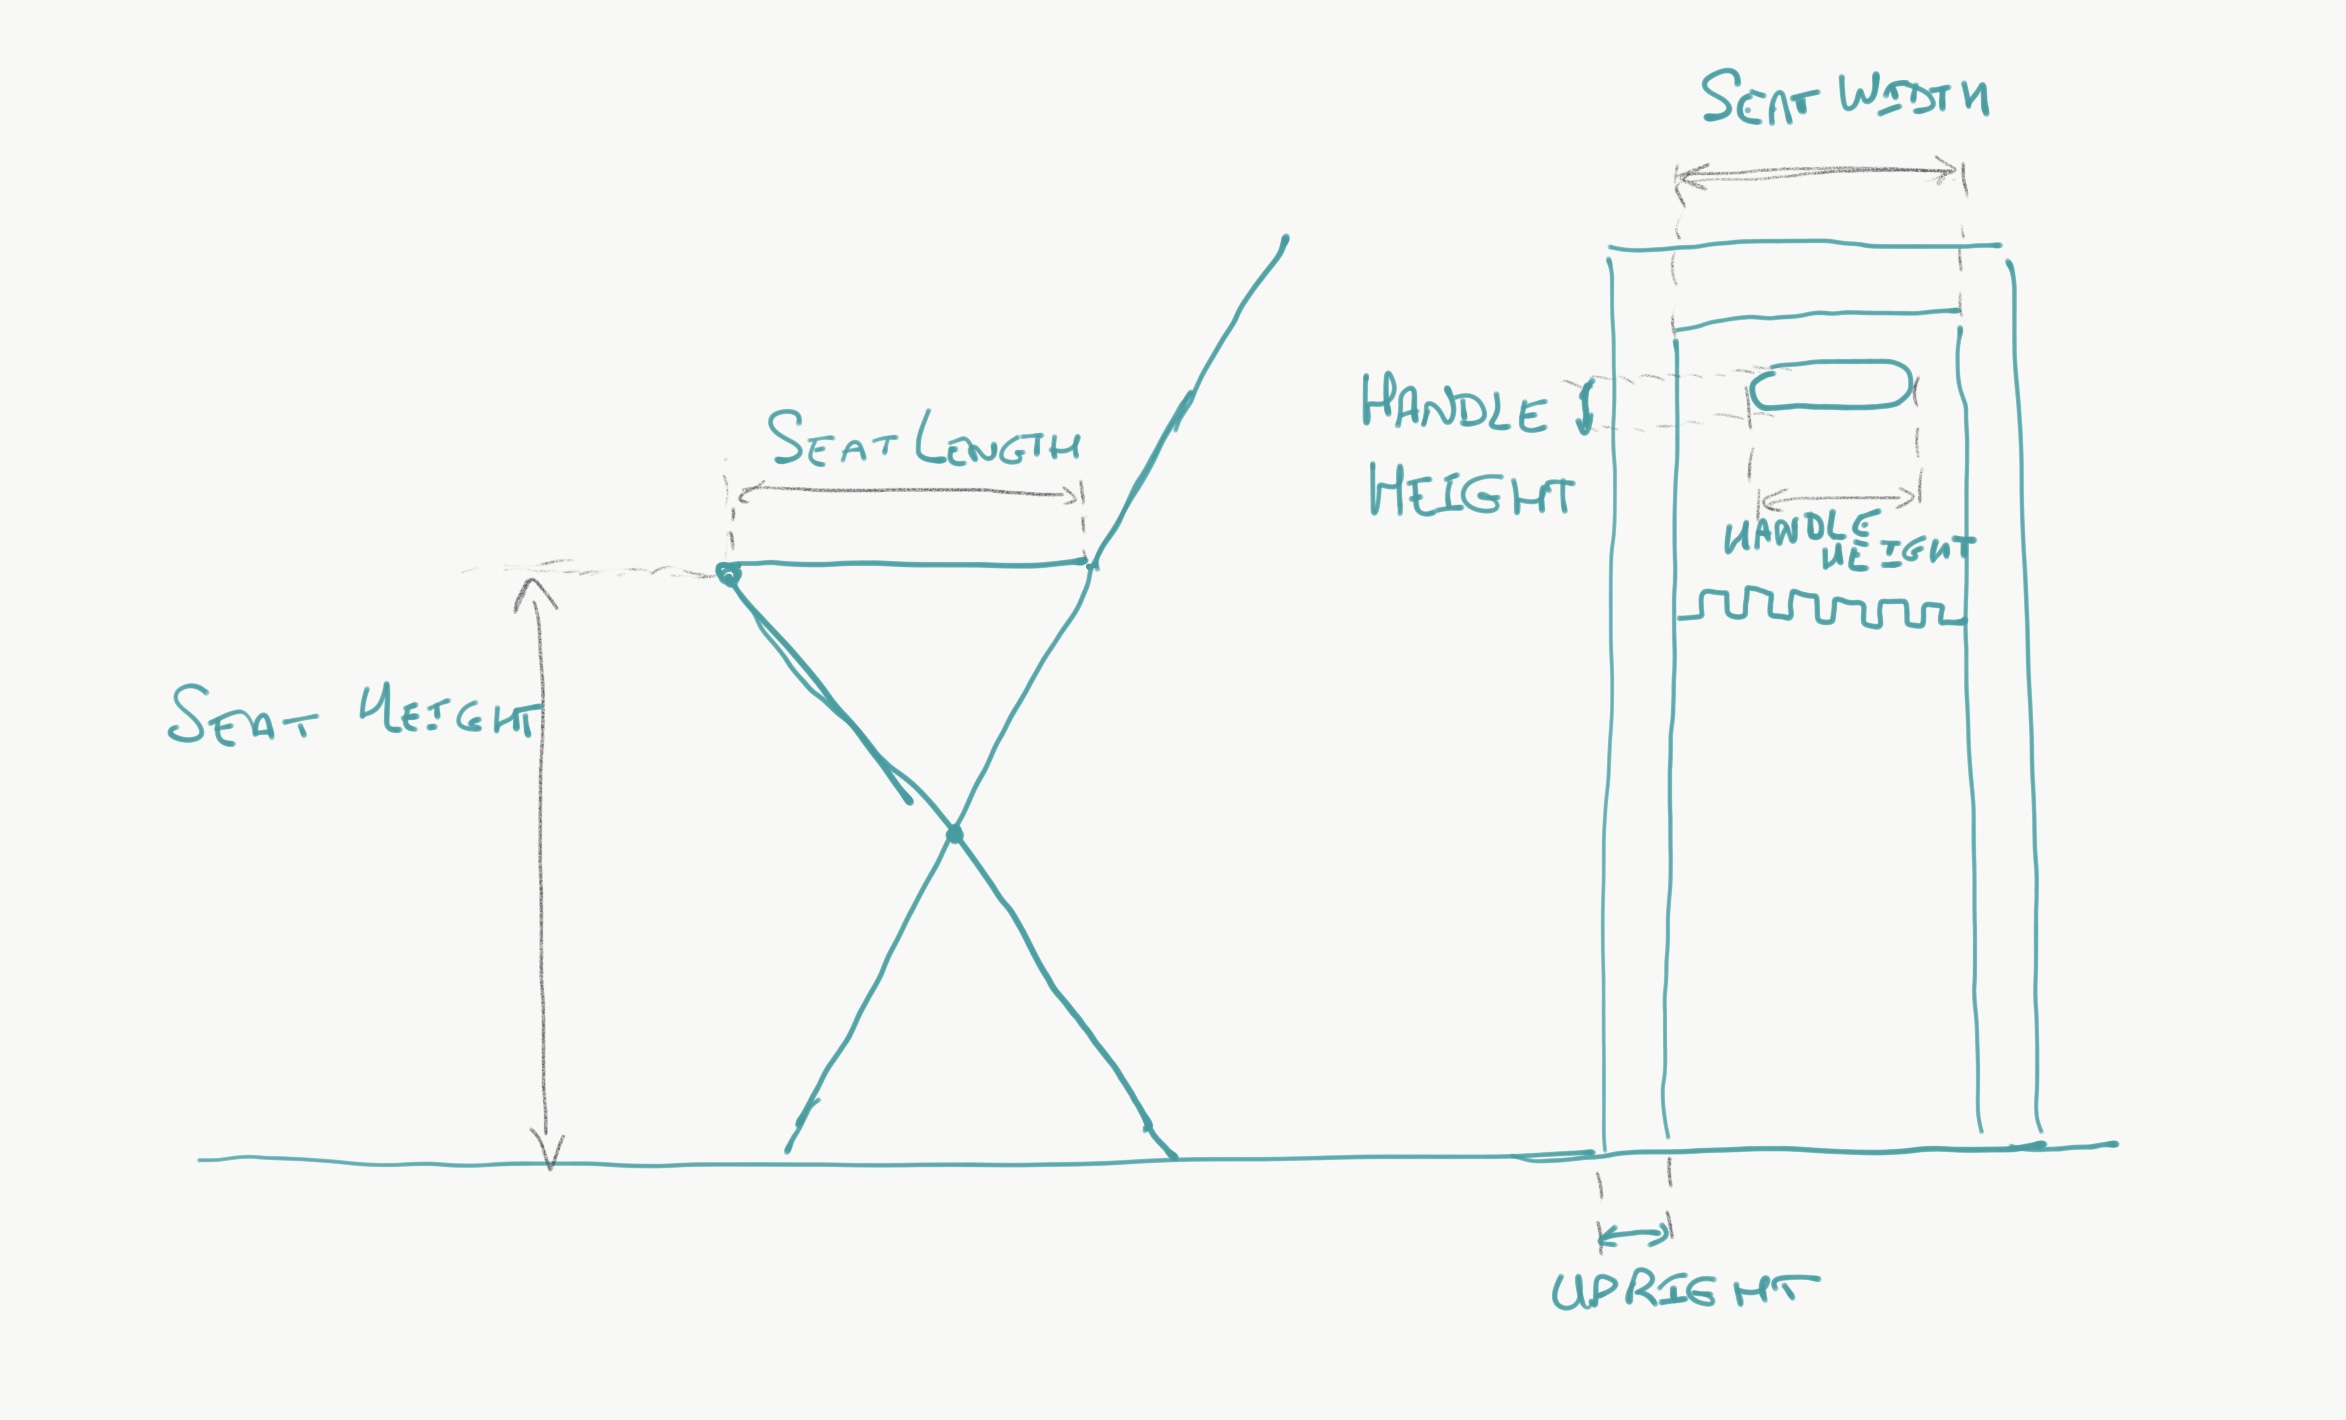 SEAT WIDTH
SEAT LENGTH
HANDLE
HEIGHT
HANDLE
HEIGHT
SEAT HEIGHT
UPRIGHT